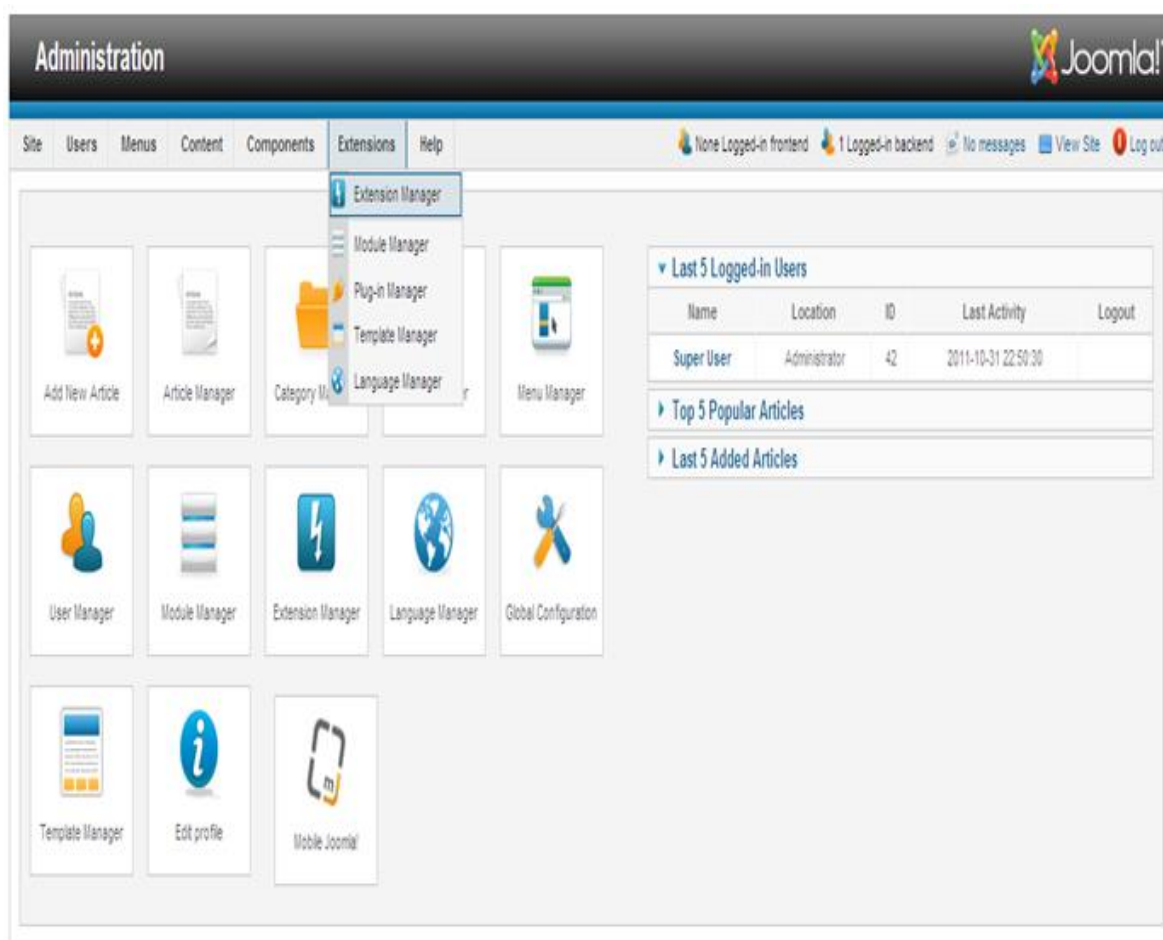 Administration
Joomla!
Site Users Menus Content Components Extensions Help
None Logged-in frontend 1 Logged-in backend No messages View Site Log out
Extension Manager
Module Manager
Plug-in Manager
Template Manager
Language Manager
Add New Article
Article Manager
Category
Menu Manager
User Manager
Module Manager
Extension Manager
Language Manager
Global Configuration
Template Manager
Edit profile
Mobile Joomla!
Last 5 Logged-in Users
Name Location ID Last Activity Logout
Super User Administrator 42 2011-10-31 22:50:30
Top 5 Popular Articles
Last 5 Added Articles